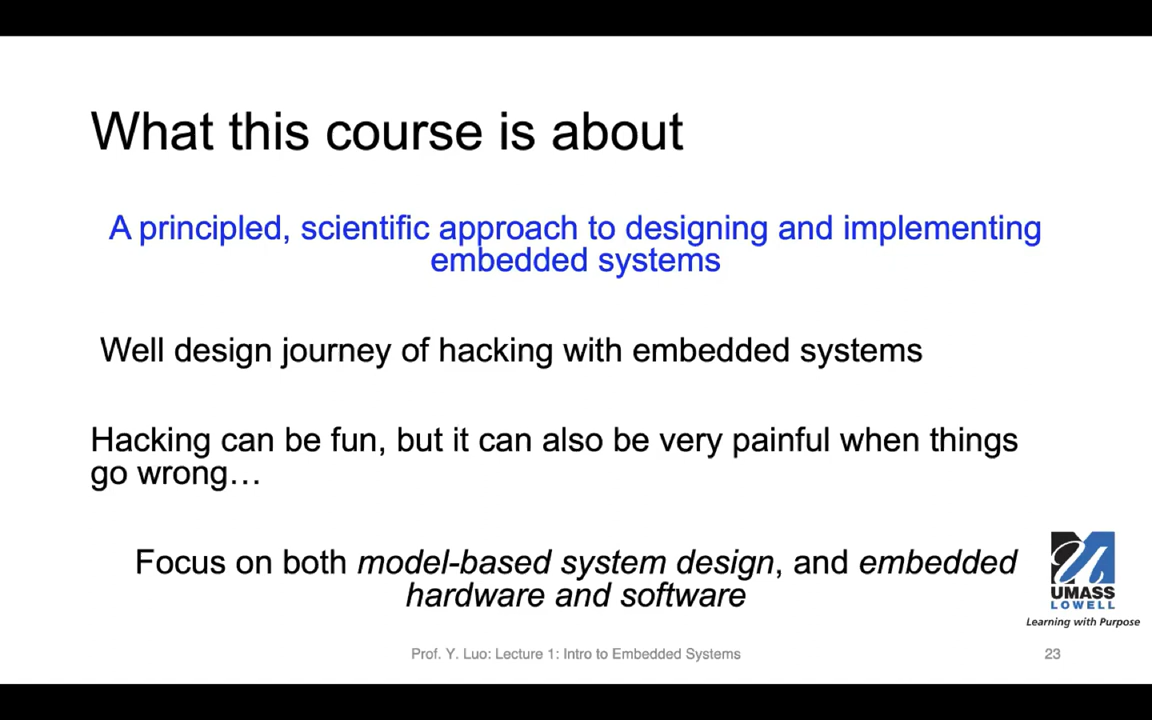 What this course is about
A principled, scientific approach to designing and implementing
embedded systems
Well design journey of hacking with embedded systems
Hacking can be fun, but it can also be very painful when things
go wrong…
Focus on both model-based system design, and embedded
hardware and software
UMASS
LOWELL
Learning with Purpose
Prof. Y. Luo: Lecture 1: Intro to Embedded Systems
23